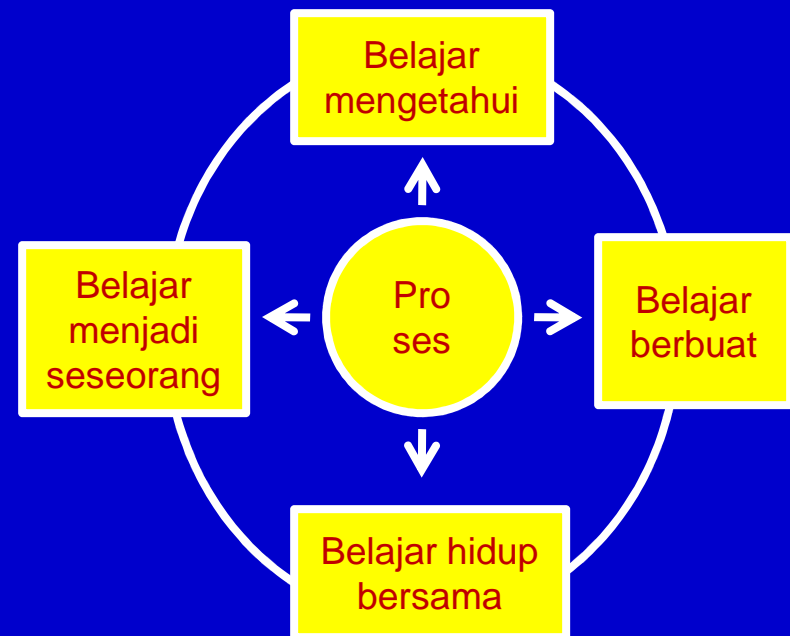 Belajar
mengetahui
Belajar
menjadi
seseorang
Pro
ses
Belajar
berbuat
Belajar hidup
bersama